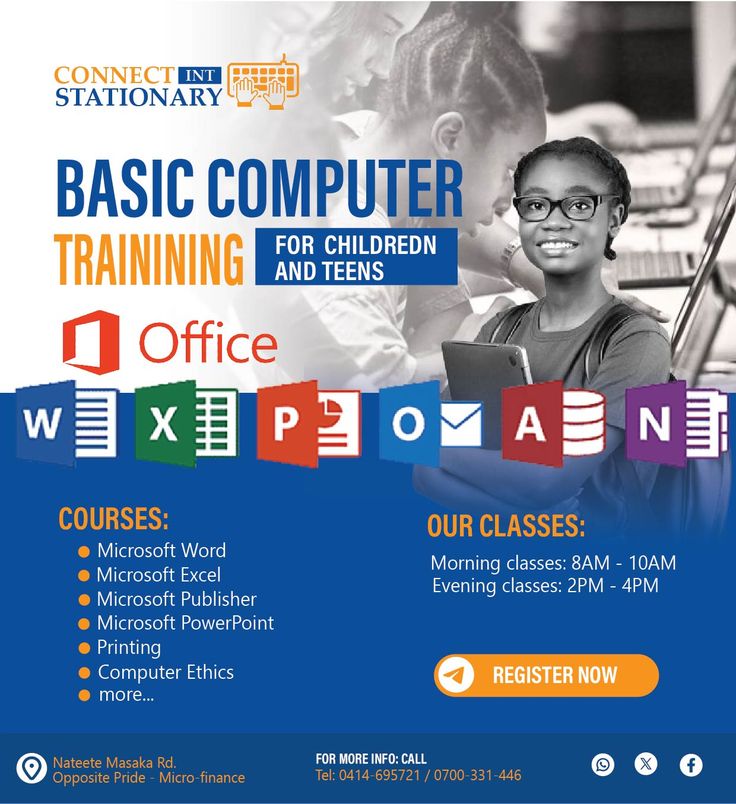 CONNECT INT
STATIONARY
BASIC COMPUTER
TRAININING
FOR CHILDREDN
AND TEENS
Office
W X P O A N
COURSES:
Microsoft Word
Microsoft Excel
Microsoft Publisher
Microsoft PowerPoint
Printing
Computer Ethics
more...
OUR CLASSES:
Morning classes: 8AM - 10AM
Evening classes: 2PM - 4PM
REGISTER NOW
Nateete Masaka Rd.
Opposite Pride - Micro-finance
FOR MORE INFO: CALL
Tel: 0414-695721 / 0700-331-446